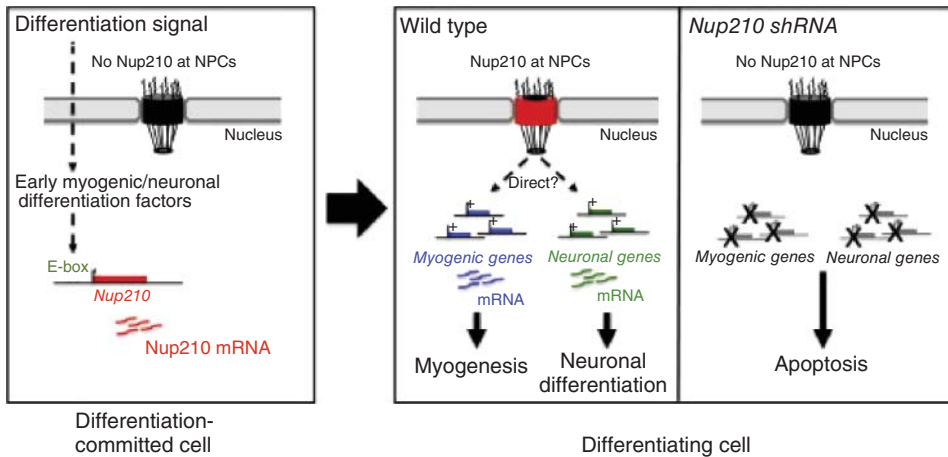 Differentiation signal
No Nup210 at NPCs
Nucleus
Early myogenic/neuronal
differentiation factors
E-box
Nup210
Nup210 mRNA
Differentiation-
committed cell
Wild type
Nup210 at NPCs
Nucleus
Direct?
+
+
+
+
+
+
Myogenic genes
Neuronal genes
mRNA
mRNA
Myogenesis
Neuronal
differentiation
Nup210 shRNA
No Nup210 at NPCs
Nucleus
X
X
X
X
X
X
Myogenic genes
Neuronal genes
Apoptosis
Differentiating cell